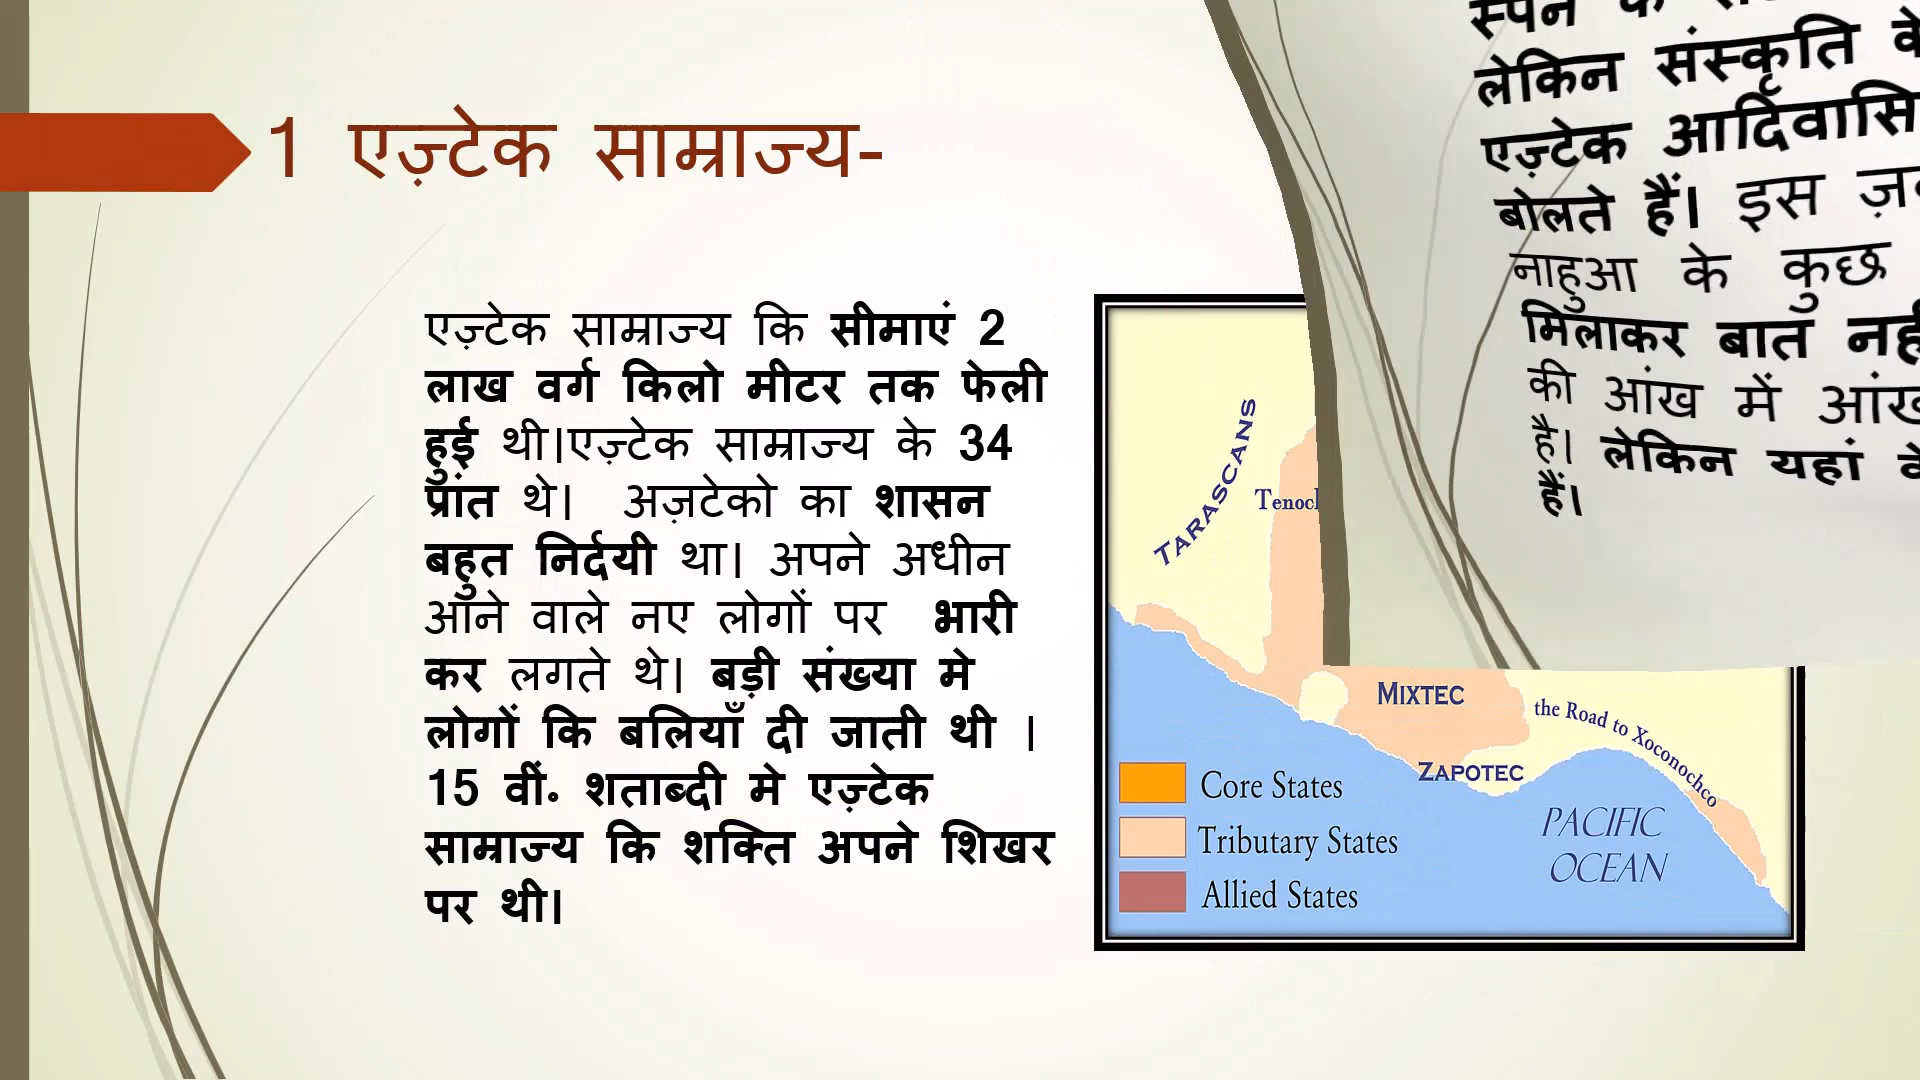 1 एज़्टेक साम्राज्य-
एज़्टेक साम्राज्य कि सीमाएं 2
लाख वर्ग किलो मीटर तक फेली
हुई थी।एज़्टेक साम्राज्य के 34
प्रांत थे। अज़टेको का शासन
बहुत निर्दयी था। अपने अधीन
आने वाले नए लोगों पर भारी
कर लगते थे। बड़ी संख्या मे
लोगों कि बलियाँ दी जाती थी ।
15 वीं॰ शताब्दी मे एज़्टेक
साम्राज्य कि शक्ति अपने शिखर
पर थी।
TARASCANS
MIXTEC
ZAPOTEC
the Road to Xoconochco
PACIFIC
OCEAN
Core States
Tributary States
Allied States
स्पेन के
लेकिन संस्कृति
एज़्टेक आदिवासि
बोलते हैं। इस
नाहुआ के कुछ
मिलाकर बात
की आंख में
है। लेकिन यहां
हैं।